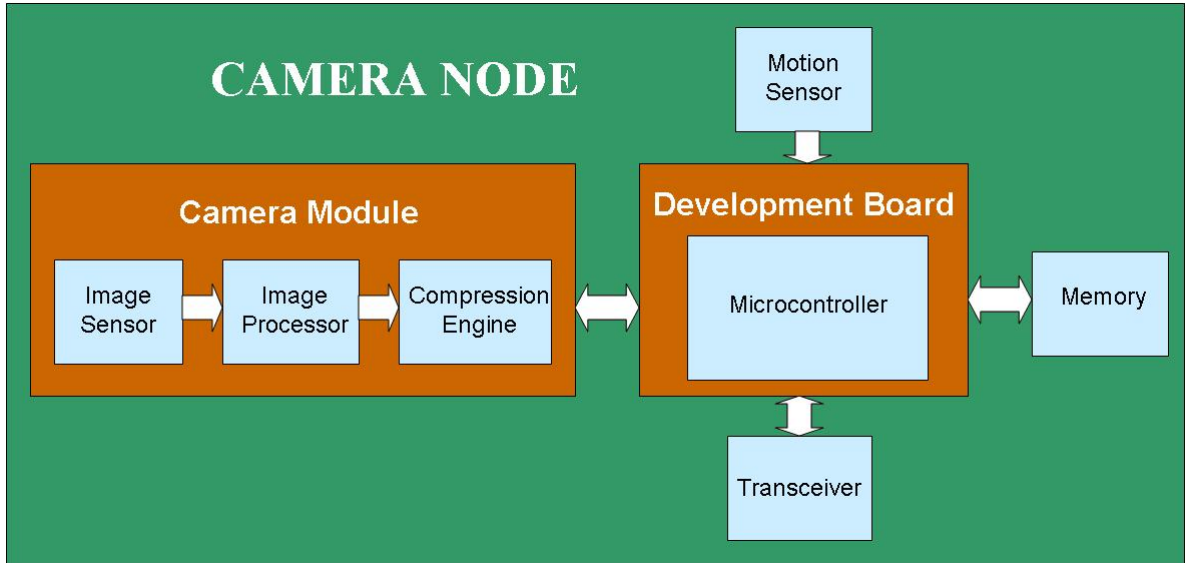 CAMERA NODE
Motion
Sensor
Camera Module
Image
Sensor
Image
Processor
Compression
Engine
Development Board
Microcontroller
Memory
Transceiver